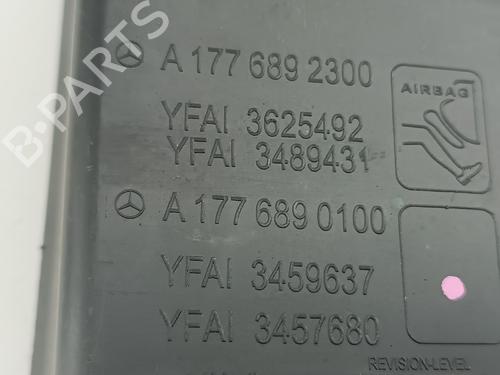 A 177 689 2300
AIRBAG
YFAI 3625492
YFAI 3489431
A 177 689 0100
YFAI 3459637
YFAI 3457680
REVISION-LEVEL
B-PARTS